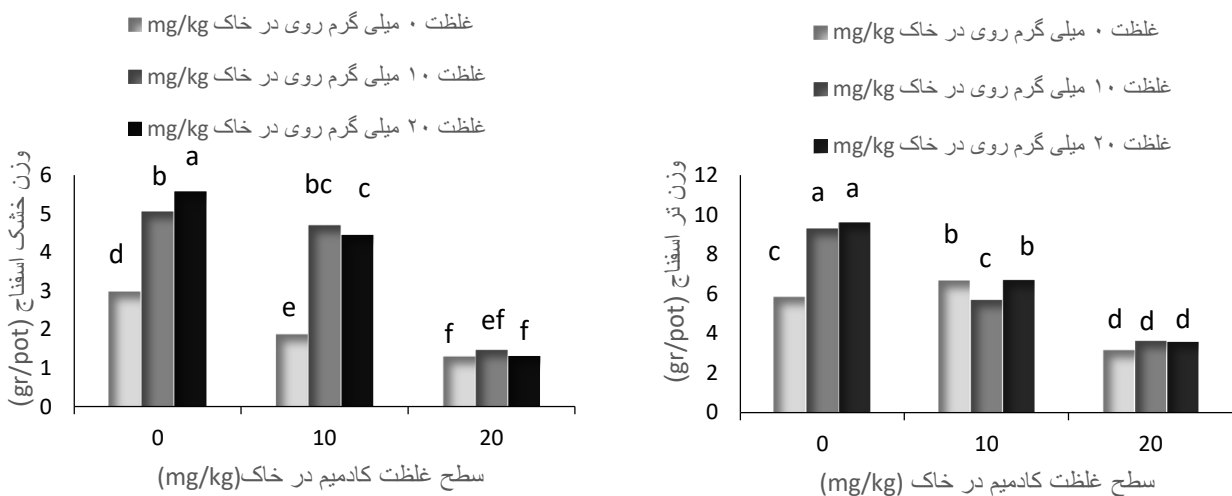 غلظت ۰ میلی گرم روی در خاک mg/kg
غلظت ۱۰ میلی گرم روی در خاک mg/kg
غلظت ۲۰ میلی گرم روی در خاک mg/kg
وزن خشک اسفناج (gr/pot)
6
5
4
3
2
1
0
d
b
a
e
bc
c
f
ef
f
0 10 20
سطح غلظت کادمیم در خاک(mg/kg)
غلظت ۰ میلی گرم روی در خاک mg/kg
غلظت ۱۰ میلی گرم روی در خاک mg/kg
غلظت ۲۰ میلی گرم روی در خاک mg/kg
وزن تر اسفناج (gr/pot)
12
10
8
6
4
2
0
c
a
a
b
c
b
d
d
d
0 10 20
سطح غلظت کادمیم در خاک (mg/kg)